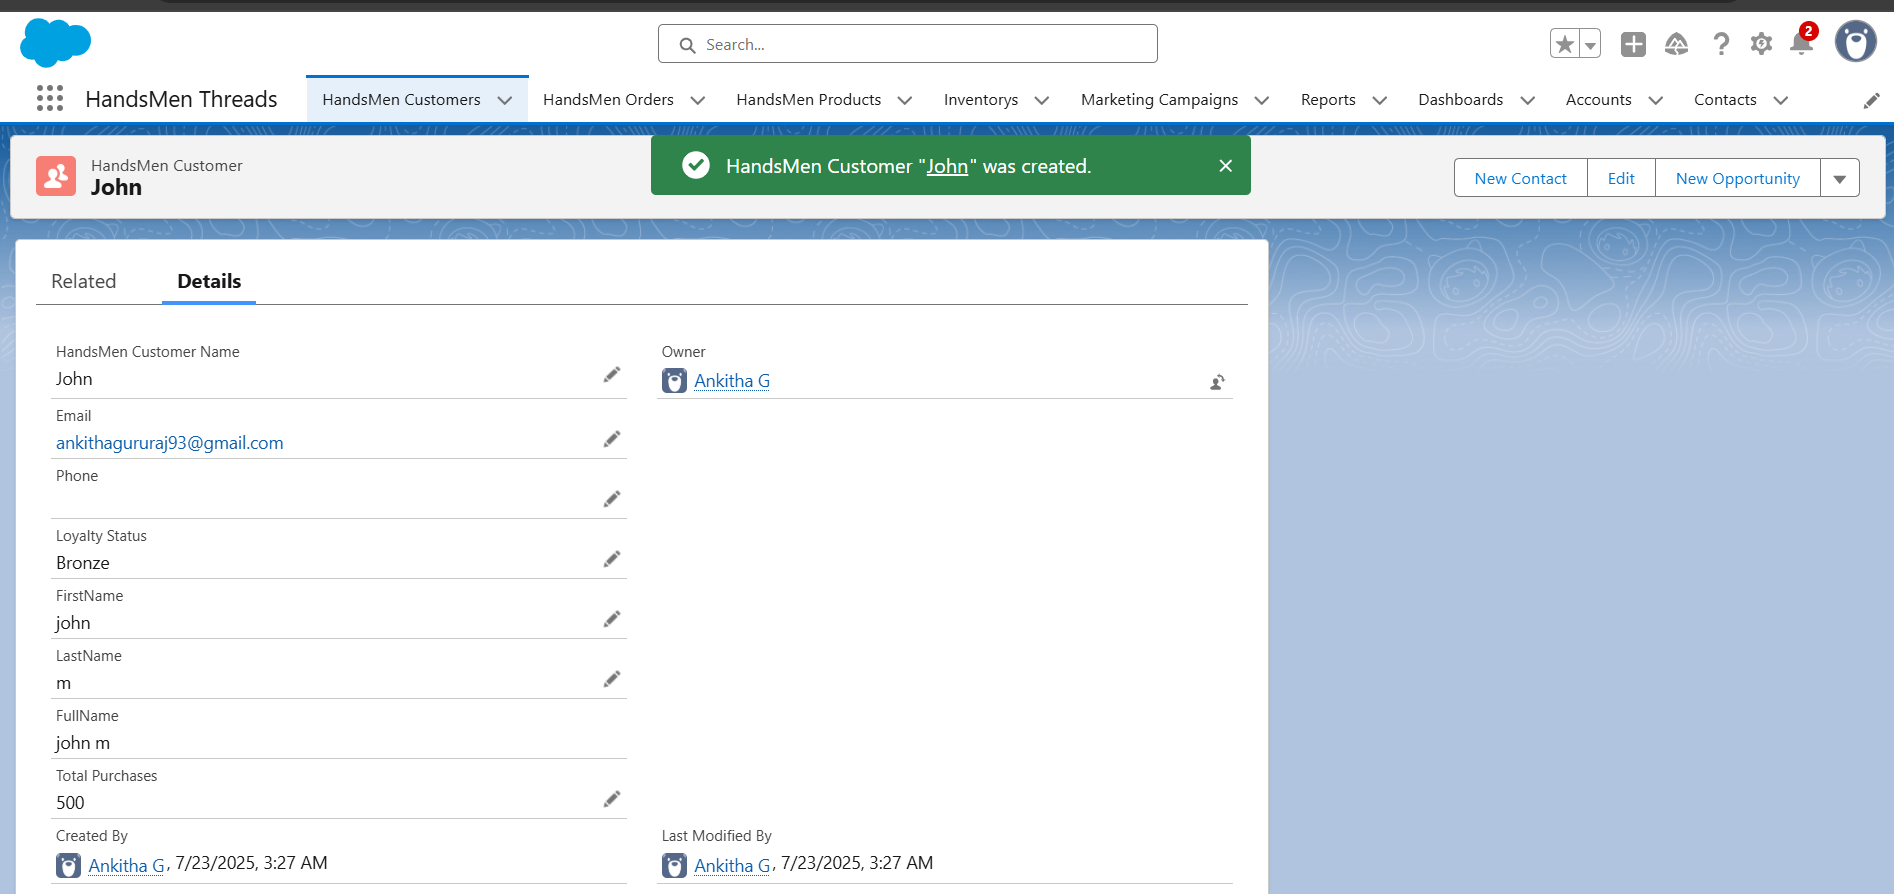 Search...
2
HandsMen Threads
HandsMen Customers
HandsMen Orders
HandsMen Products
Inventorys
Marketing Campaigns
Reports
Dashboards
Accounts
Contacts
HandsMen Customer
John
HandsMen Customer "John" was created.
New Contact
Edit
New Opportunity
Related
Details
HandsMen Customer Name
John
Owner
Ankitha G
Email
ankithagururaj93@gmail.com
Phone
Loyalty Status
Bronze
FirstName
john
LastName
m
FullName
john m
Total Purchases
500
Created By
Ankitha G, 7/23/2025, 3:27 AM
Last Modified By
Ankitha G, 7/23/2025, 3:27 AM